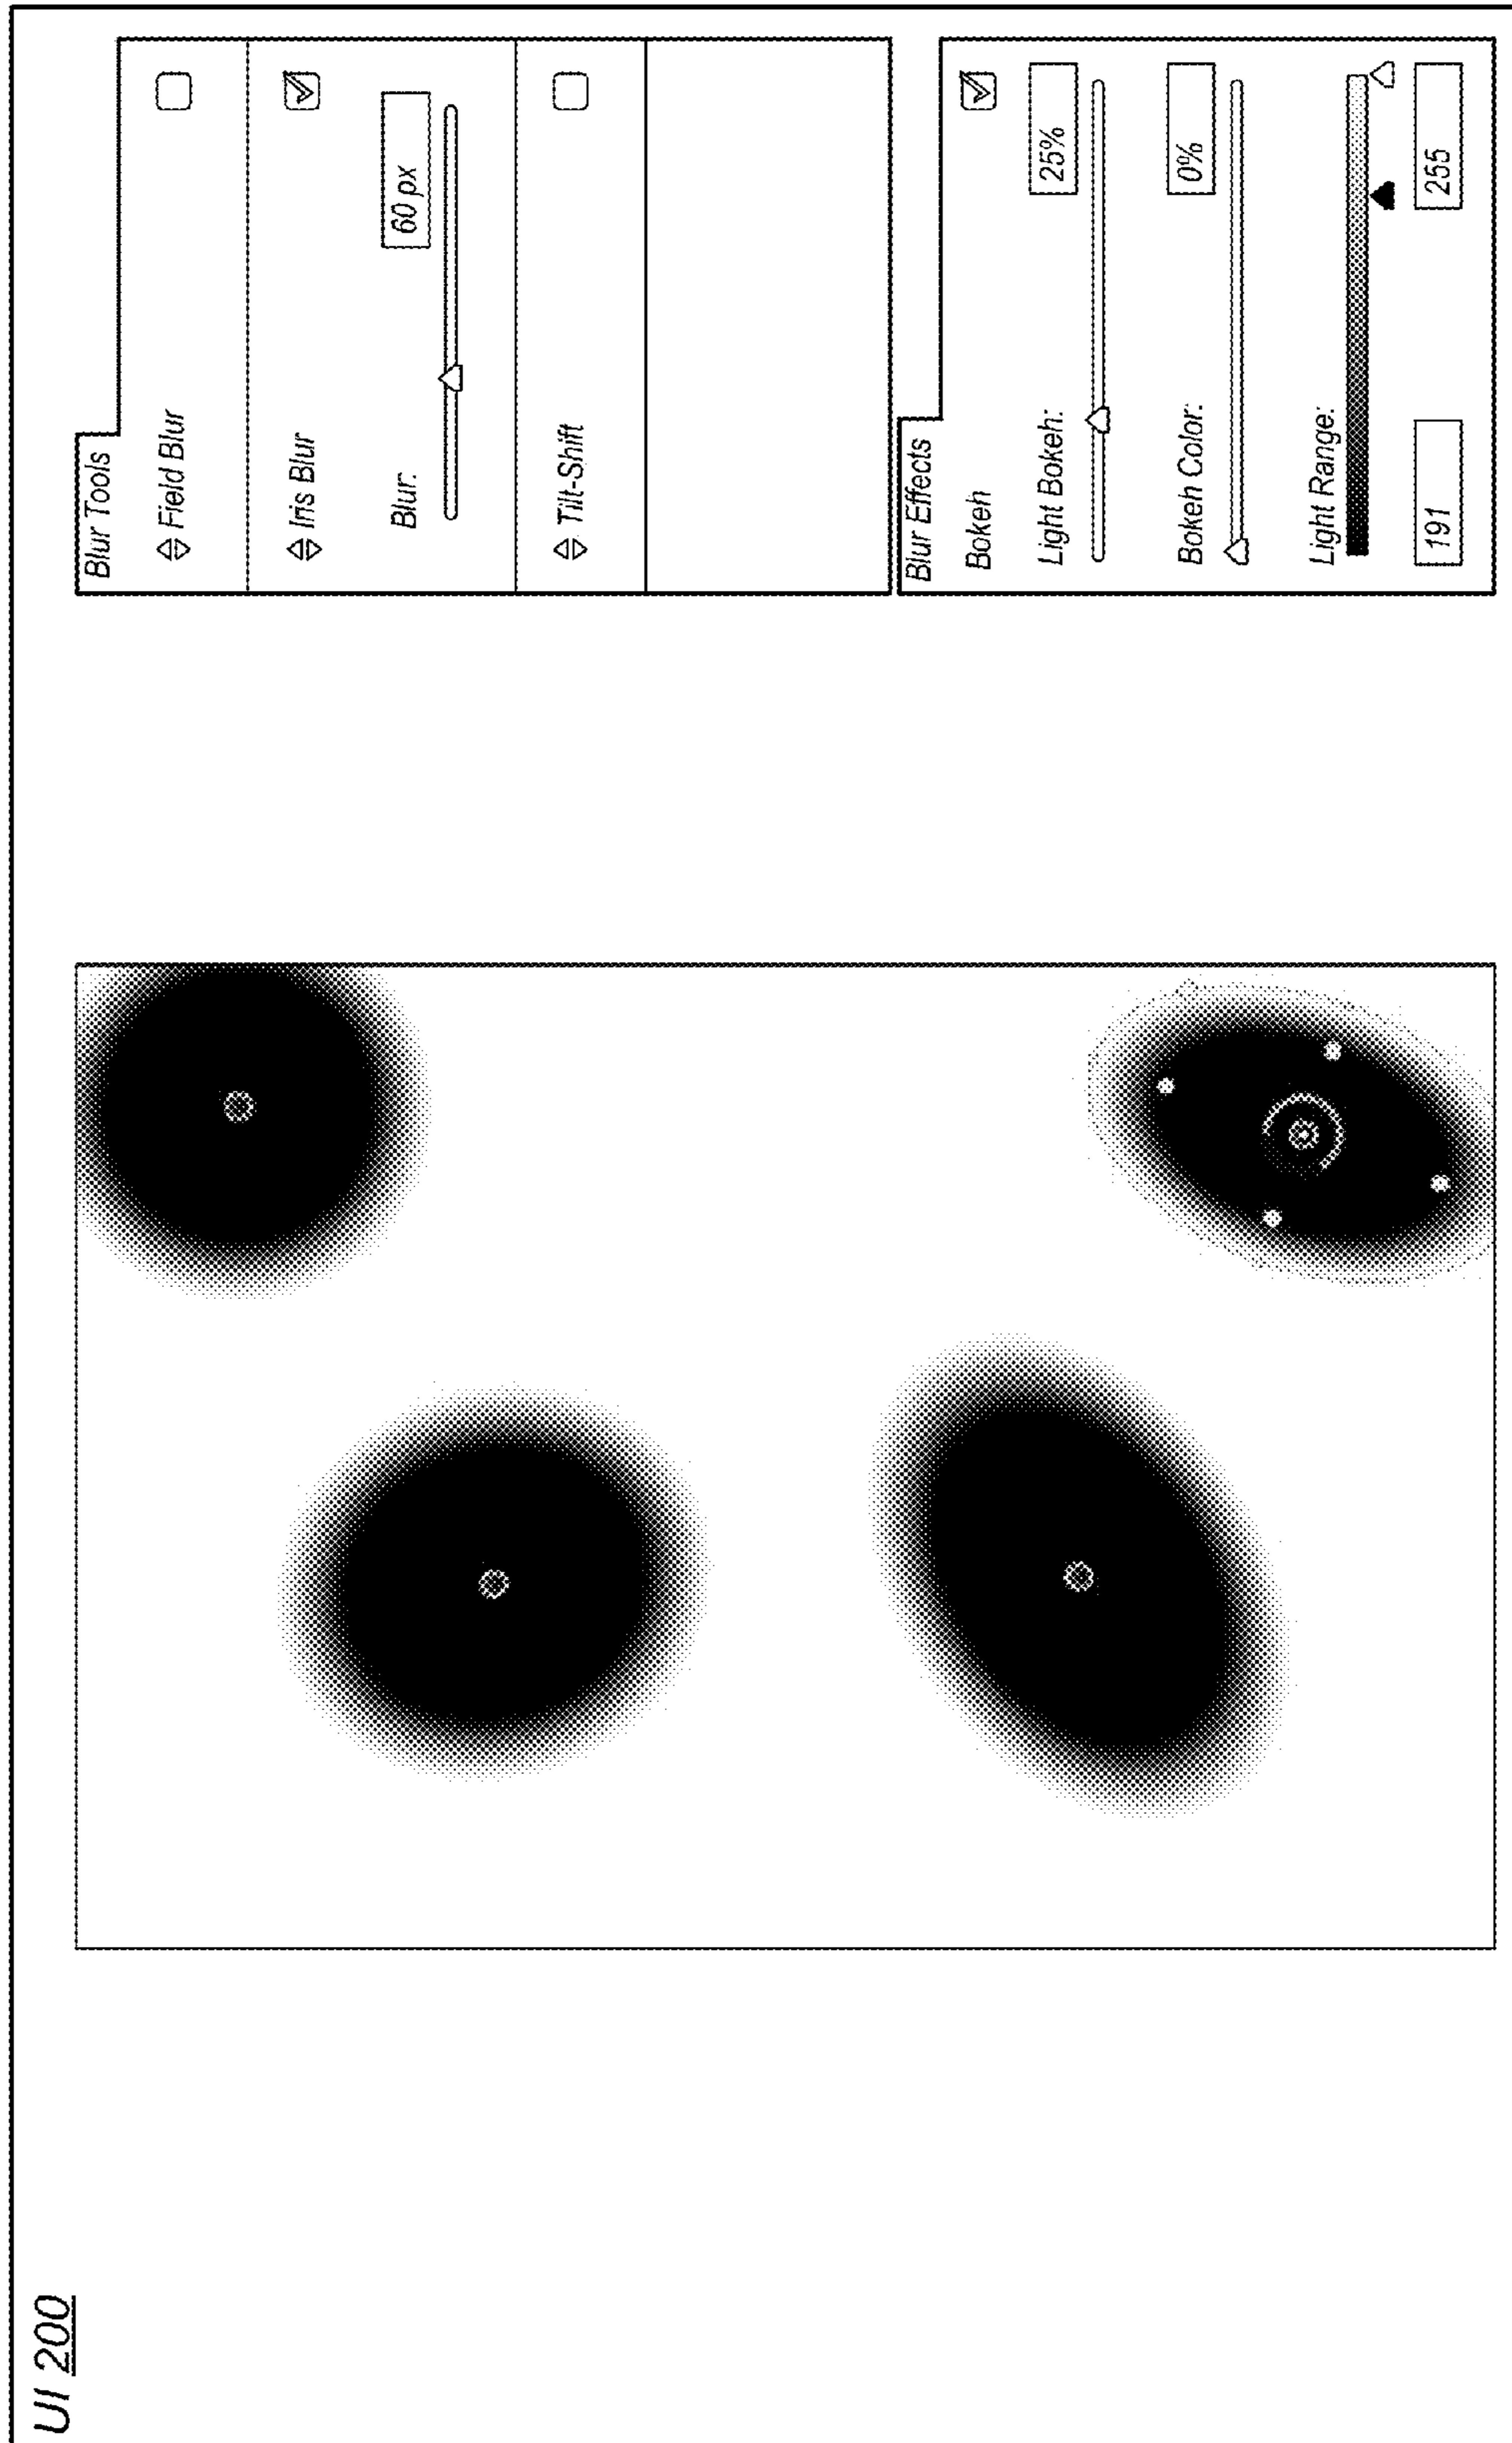 UI 200
Blur Tools
Field Blur
Iris Blur
Blur:
60 px
Tilt-Shift
Blur Effects
Bokeh
Light Bokeh:
25%
Bokeh Color:
0%
Light Range:
191
255